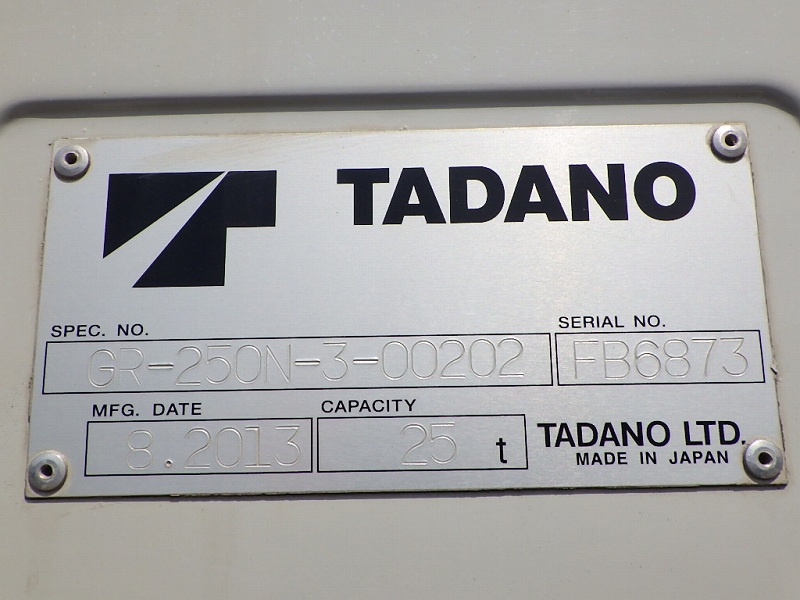 TADANO
SPEC. NO.
GR-250N-3-00202
SERIAL NO.
FB6873
MFG. DATE
8.2013
CAPACITY
25 t
TADANO LTD.
MADE IN JAPAN